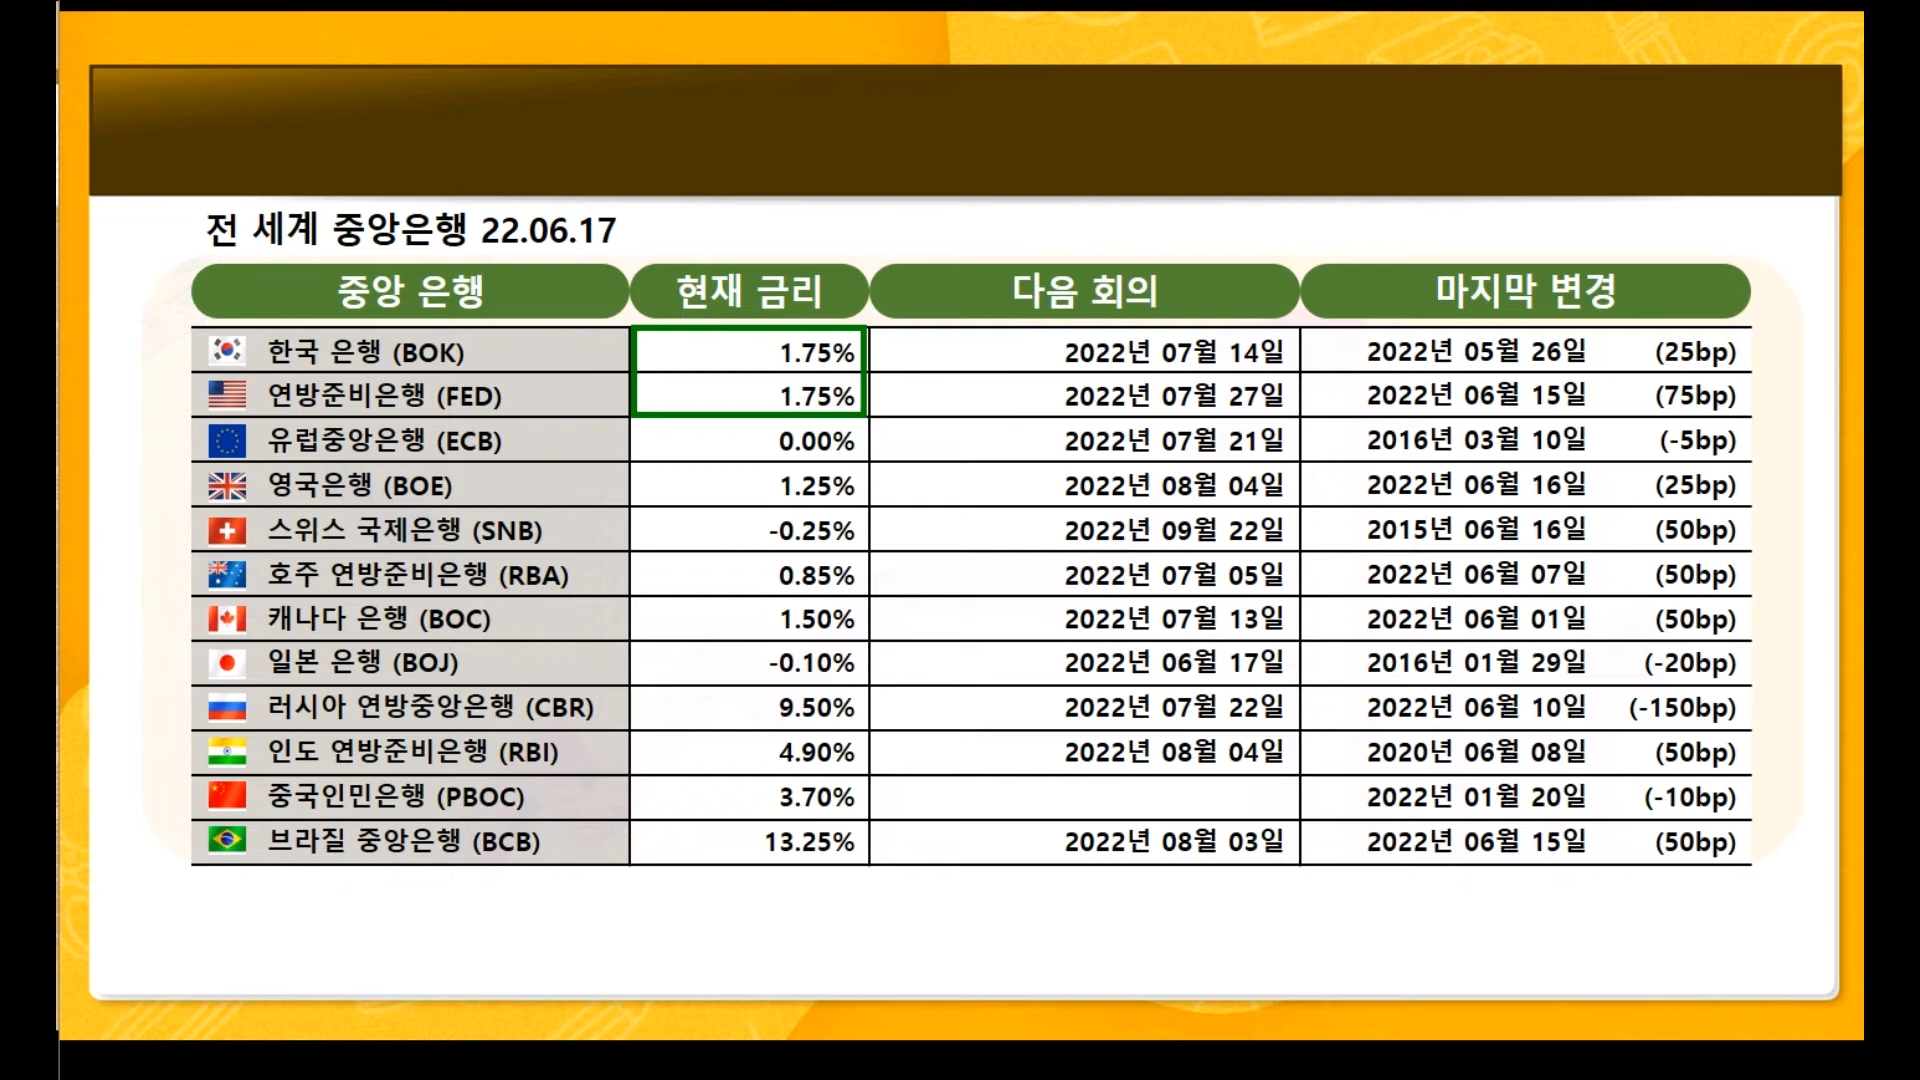 전 세계 중앙은행 22.06.17
중앙 은행 현재 금리 다음 회의 마지막 변경
한국 은행 (BOK) 1.75% 2022년 07월 14일 2022년 05월 26일 (25bp)
연방준비은행 (FED) 1.75% 2022년 07월 27일 2022년 06월 15일 (75bp)
유럽중앙은행 (ECB) 0.00% 2022년 07월 21일 2016년 03월 10일 (-5bp)
영국은행 (BOE) 1.25% 2022년 08월 04일 2022년 06월 16일 (25bp)
스위스 국제은행 (SNB) -0.25% 2022년 09월 22일 2015년 06월 16일 (50bp)
호주 연방준비은행 (RBA) 0.85% 2022년 07월 05일 2022년 06월 07일 (50bp)
캐나다 은행 (BOC) 1.50% 2022년 07월 13일 2022년 06월 01일 (50bp)
일본 은행 (BOJ) -0.10% 2022년 06월 17일 2016년 01월 29일 (-20bp)
러시아 연방중앙은행 (CBR) 9.50% 2022년 07월 22일 2022년 06월 10일 (-150bp)
인도 연방준비은행 (RBI) 4.90% 2022년 08월 04일 2020년 06월 08일 (50bp)
중국인민은행 (PBOC) 3.70% 2022년 01월 20일 (-10bp)
브라질 중앙은행 (BCB) 13.25% 2022년 08월 03일 2022년 06월 15일 (50bp)